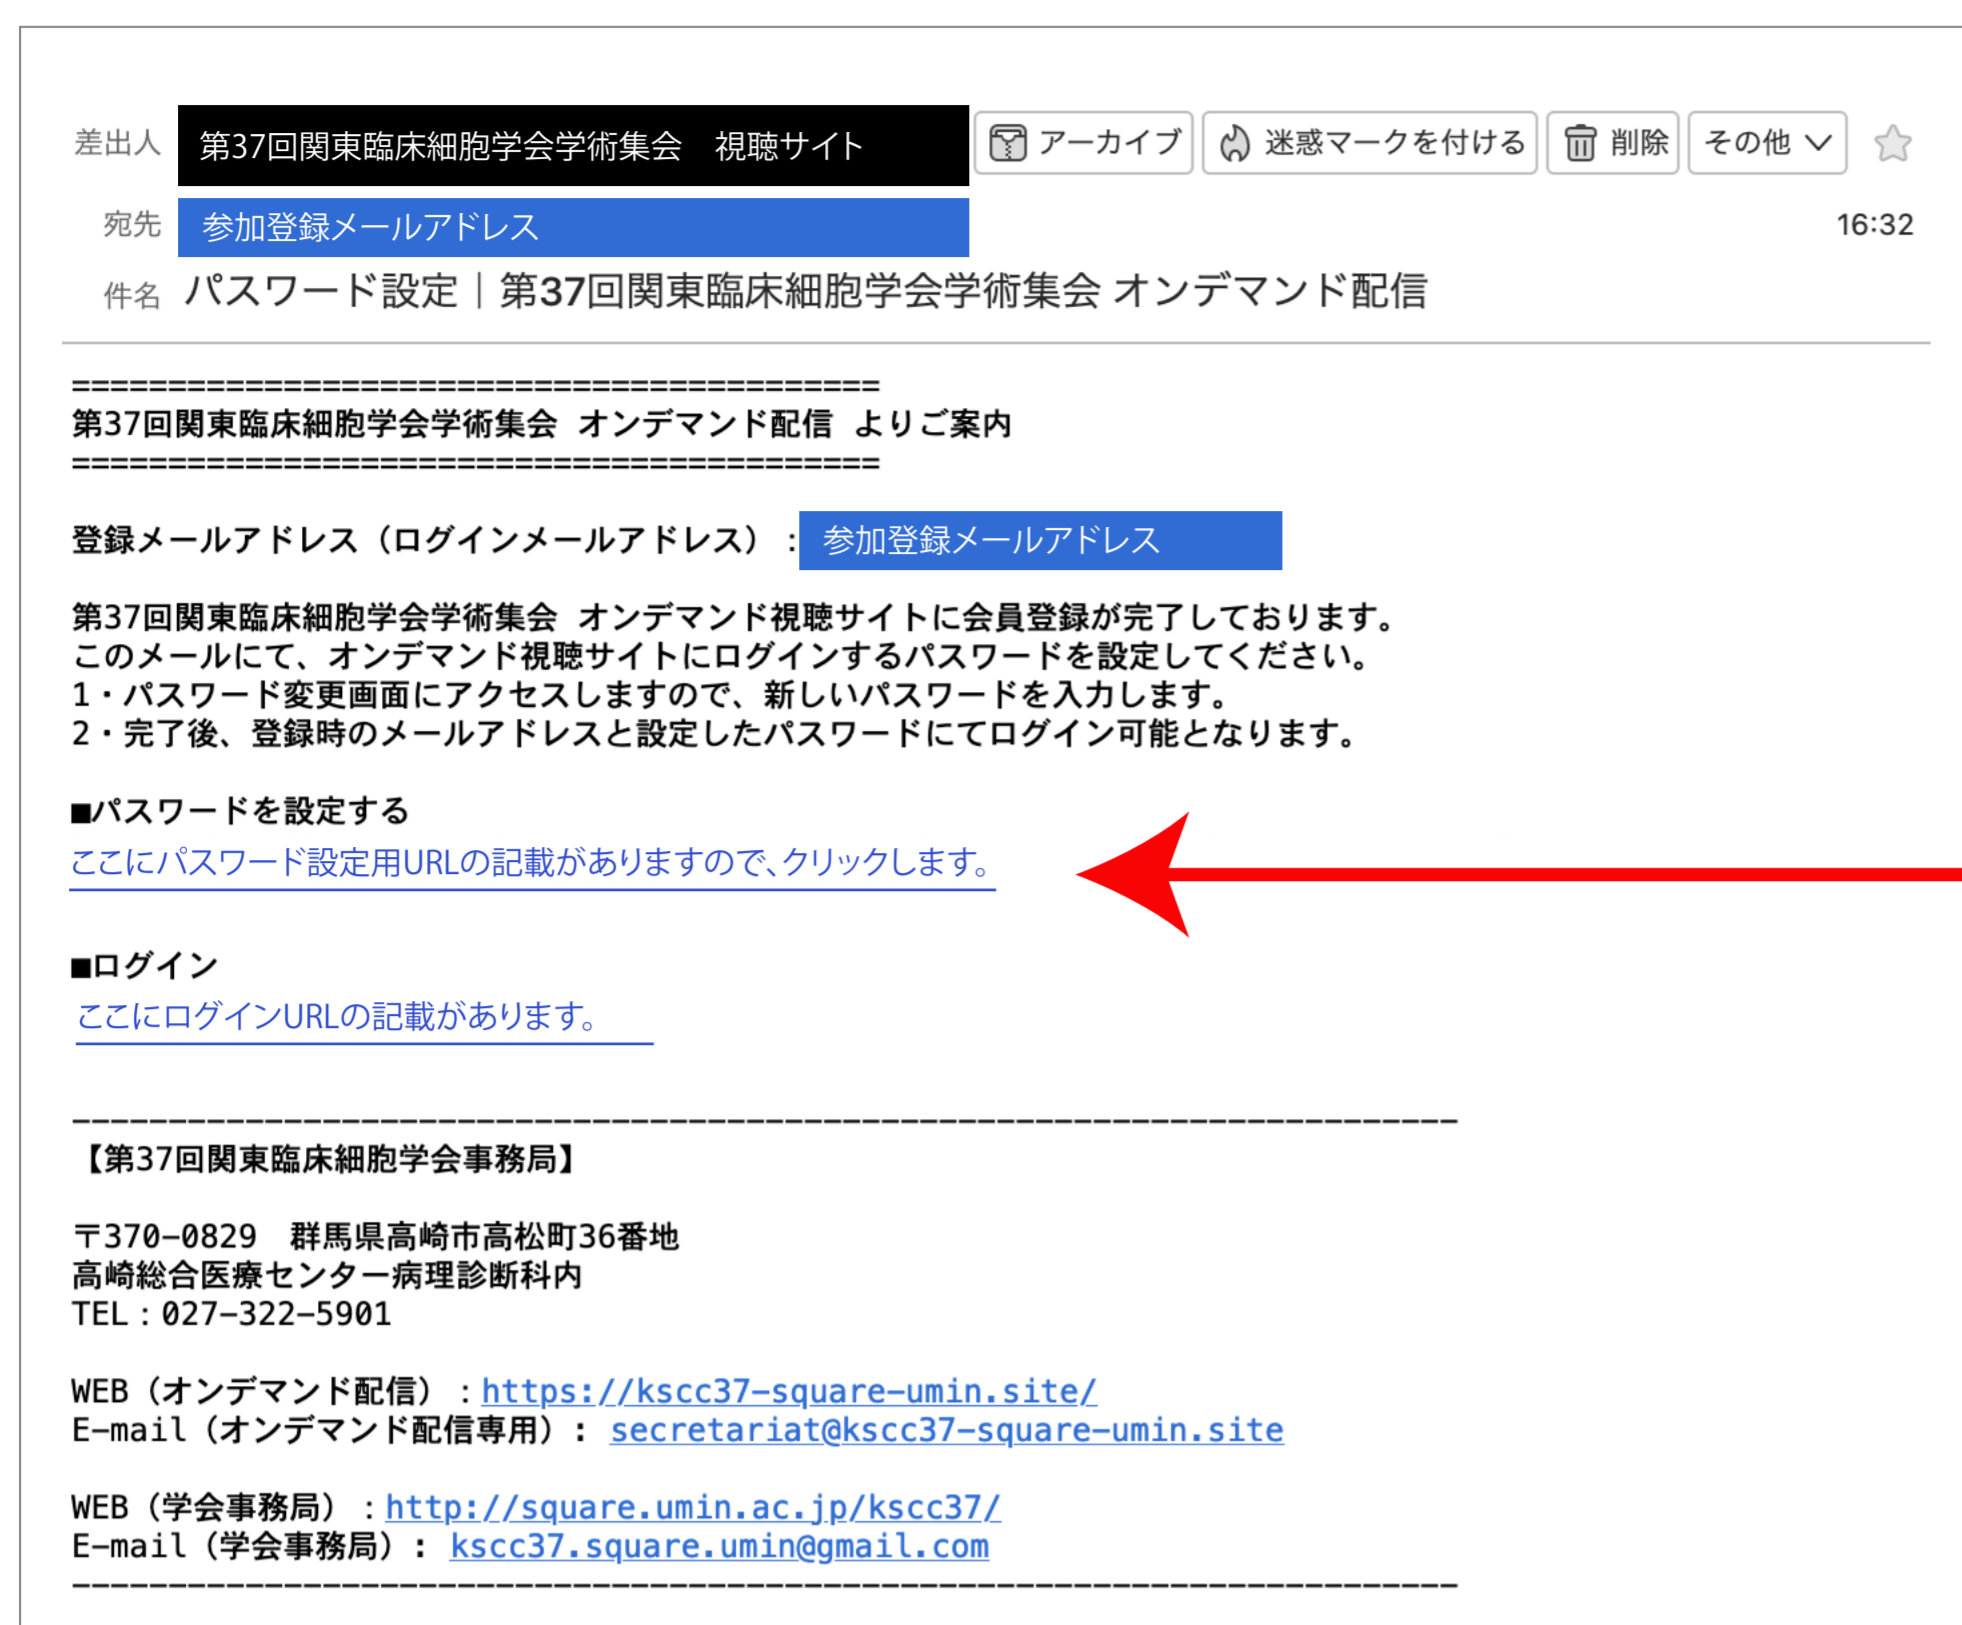 差出人 第37回関東臨床細胞学会学術集会　視聴サイト アーカイブ 迷惑マークを付ける 削除 その他
宛先 参加登録メールアドレス 16:32
件名 パスワード設定｜第37回関東臨床細胞学会学術集会 オンデマンド配信
==========================================
第37回関東臨床細胞学会学術集会 オンデマンド配信 よりご案内
==========================================
登録メールアドレス（ログインメールアドレス）：参加登録メールアドレス
第37回関東臨床細胞学会学術集会 オンデマンド視聴サイトに会員登録が完了しております。
このメールにて、オンデマンド視聴サイトにログインするパスワードを設定してください。
1・パスワード変更画面にアクセスしますので、新しいパスワードを入力します。
2・完了後、登録時のメールアドレスと設定したパスワードにてログイン可能となります。
■パスワードを設定する
ここにパスワード設定用URLの記載がありますので、クリックします。
■ログイン
ここにログインURLの記載があります。
------------------------------------------------------------------------
【第37回関東臨床細胞学会事務局】
〒370-0829　群馬県高崎市高松町36番地
高崎総合医療センター病理診断科内
TEL：027-322-5901
WEB（オンデマンド配信）：https://kscc37-square-umin.site/
E-mail（オンデマンド配信専用）: secretariat@kscc37-square-umin.site
WEB（学会事務局）：http://square.umin.ac.jp/kscc37/
E-mail（学会事務局）: kscc37.square.umin@gmail.com
------------------------------------------------------------------------